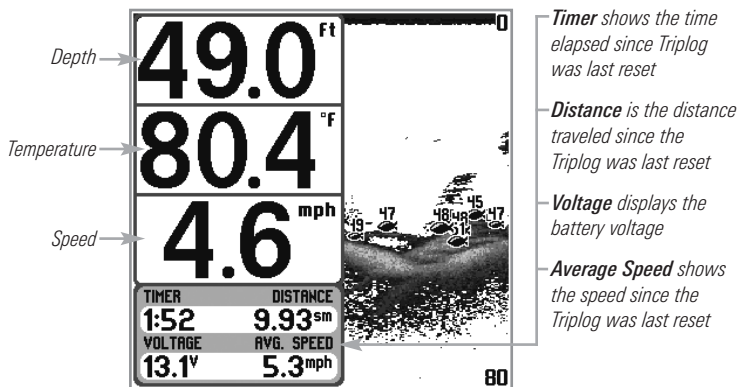 Depth
49.0 Ft
Temperature
80.4 °F
Speed
4.6 mph
TIMER DISTANCE
1:52 9.93sm
VOLTAGE AVG. SPEED
13.1V 5.3mph
0
49
47
48
48
51
45
47
80
Timer shows the time
elapsed since Triplog
was last reset
Distance is the distance
traveled since the
Triplog was last reset
Voltage displays the
battery voltage
Average Speed shows
the speed since the
Triplog was last reset